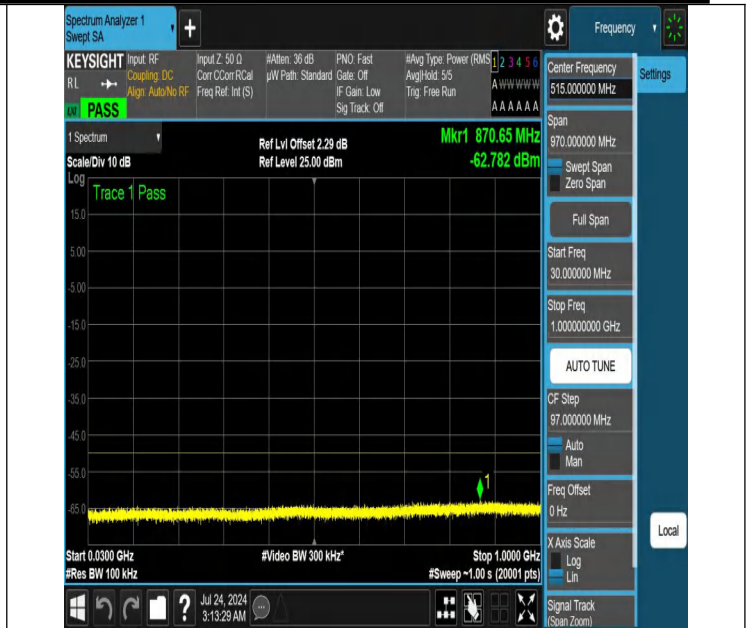 Spectrum Analyzer 1
Swept SA
+
Frequency
KEYSIGHT
RL
PASS
Input: RF
Coupling: DC
Align: Auto/No RF
Input Z: 50 Ω
Corr CCorr RCal
Freq Ref: Int (S)
#Atten: 36 dB
µW Path: Standard
PNO: Fast
Gate: Off
IF Gain: Low
Sig Track: Off
#Avg Type: Power (RMS
Avg|Hold: 5/5
Trig: Free Run
1 2 3 4 5 6
A W W W W W
A A A A A A
1 Spectrum
Scale/Div 10 dB
Ref Lvl Offset 2.29 dB
Ref Level 25.00 dBm
Mkr1 870.65 MHz
-62.782 dBm
Log
Trace 1 Pass
15.0
5.00
-5.00
-15.0
-25.0
-35.0
-45.0
-55.0
-65.0
1
Start 0.0300 GHz
#Res BW 100 kHz
#Video BW 300 kHz*
Stop 1.0000 GHz
#Sweep ~1.00 s (20001 pts)
Center Frequency
515.000000 MHz
Settings
Span
970.000000 MHz
Swept Span
Zero Span
Full Span
Start Freq
30.000000 MHz
Stop Freq
1.000000000 GHz
AUTO TUNE
CF Step
97.000000 MHz
Auto
Man
Freq Offset
0 Hz
X Axis Scale
Log
Lin
Local
Signal Track
(Span Zoom)
?
Jul 24, 2024
3:13:29 AM